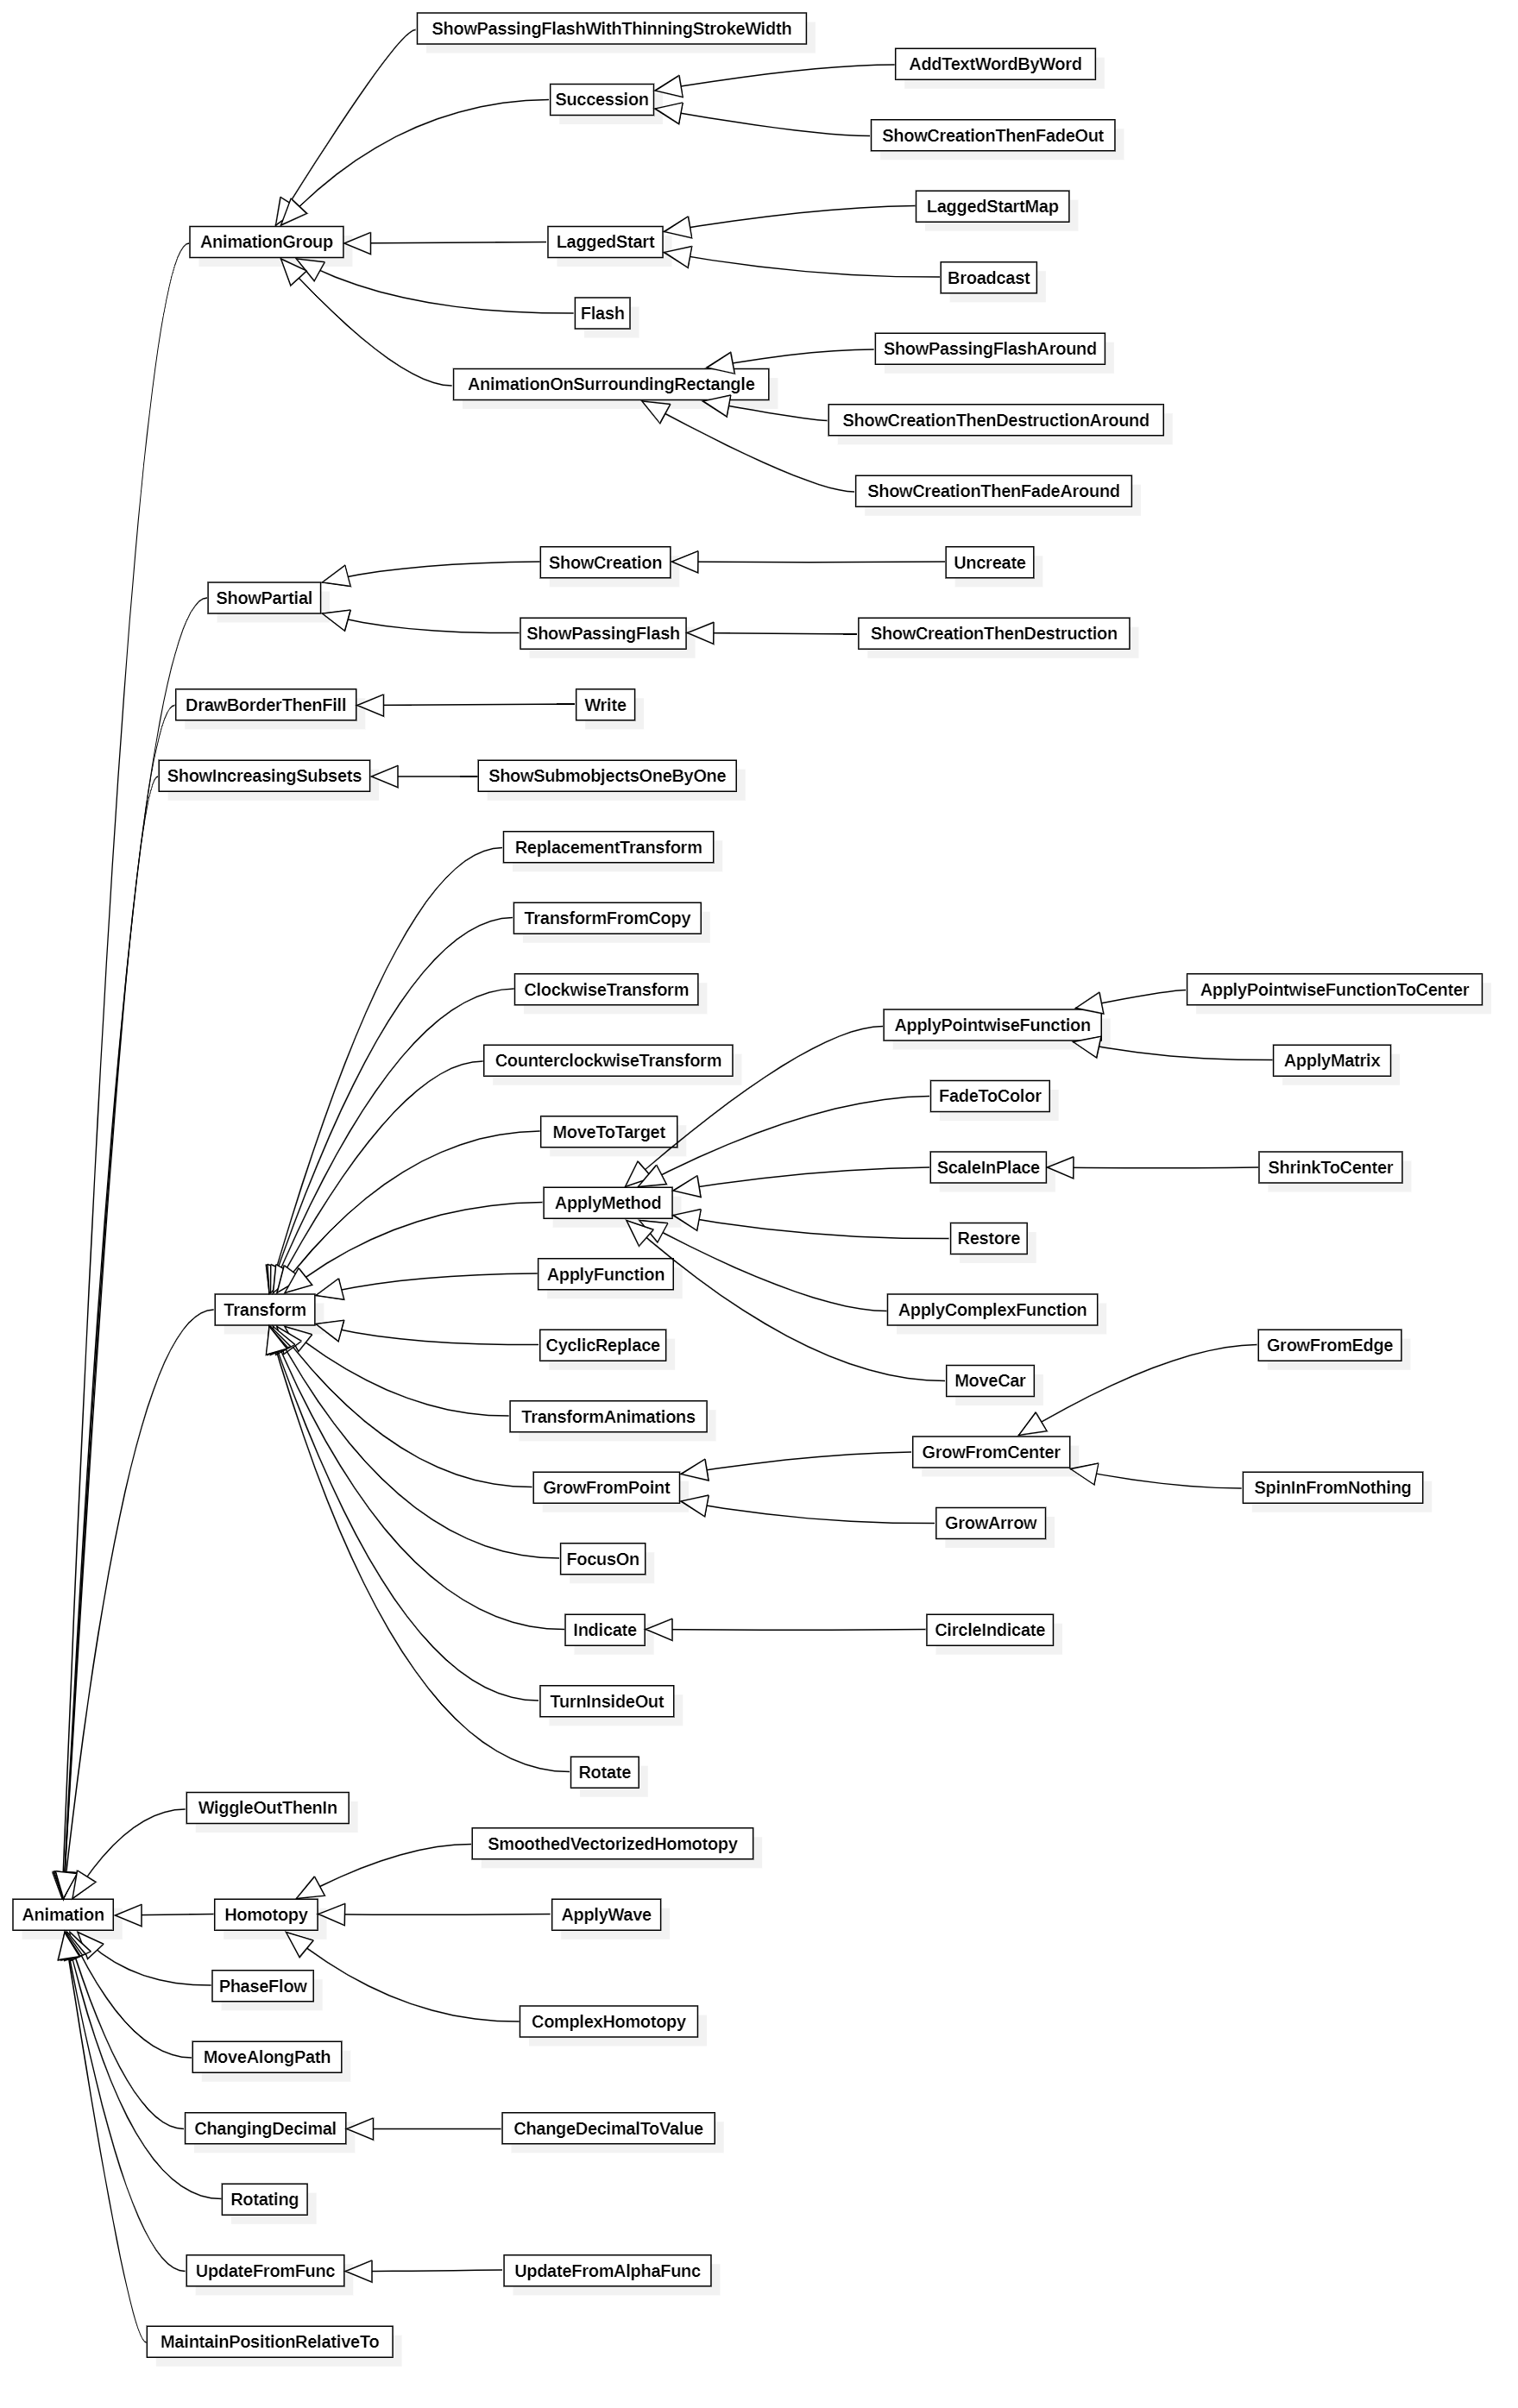 ShowPassingFlashWithThinningStrokeWidth
AddTextWordByWord
Succession
ShowCreationThenFadeOut
LaggedStartMap
AnimationGroup
LaggedStart
Broadcast
Flash
ShowPassingFlashAround
AnimationOnSurroundingRectangle
ShowCreationThenDestructionAround
ShowCreationThenFadeAround
ShowCreation
Uncreate
ShowPartial
ShowPassingFlash
ShowCreationThenDestruction
DrawBorderThenFill
Write
ShowIncreasingSubsets
ShowSubmobjectsOneByOne
ReplacementTransform
TransformFromCopy
ClockwiseTransform
ApplyPointwiseFunctionToCenter
ApplyPointwiseFunction
CounterclockwiseTransform
ApplyMatrix
FadeToColor
MoveToTarget
ScaleInPlace
ShrinkToCenter
ApplyMethod
Restore
ApplyFunction
Transform
ApplyComplexFunction
CyclicReplace
GrowFromEdge
MoveCar
TransformAnimations
GrowFromCenter
GrowFromPoint
SpinInFromNothing
GrowArrow
FocusOn
Indicate
CircleIndicate
TurnInsideOut
Rotate
WiggleOutThenIn
SmoothedVectorizedHomotopy
Animation
Homotopy
ApplyWave
PhaseFlow
ComplexHomotopy
MoveAlongPath
ChangingDecimal
ChangeDecimalToValue
Rotating
UpdateFromFunc
UpdateFromAlphaFunc
MaintainPositionRelativeTo